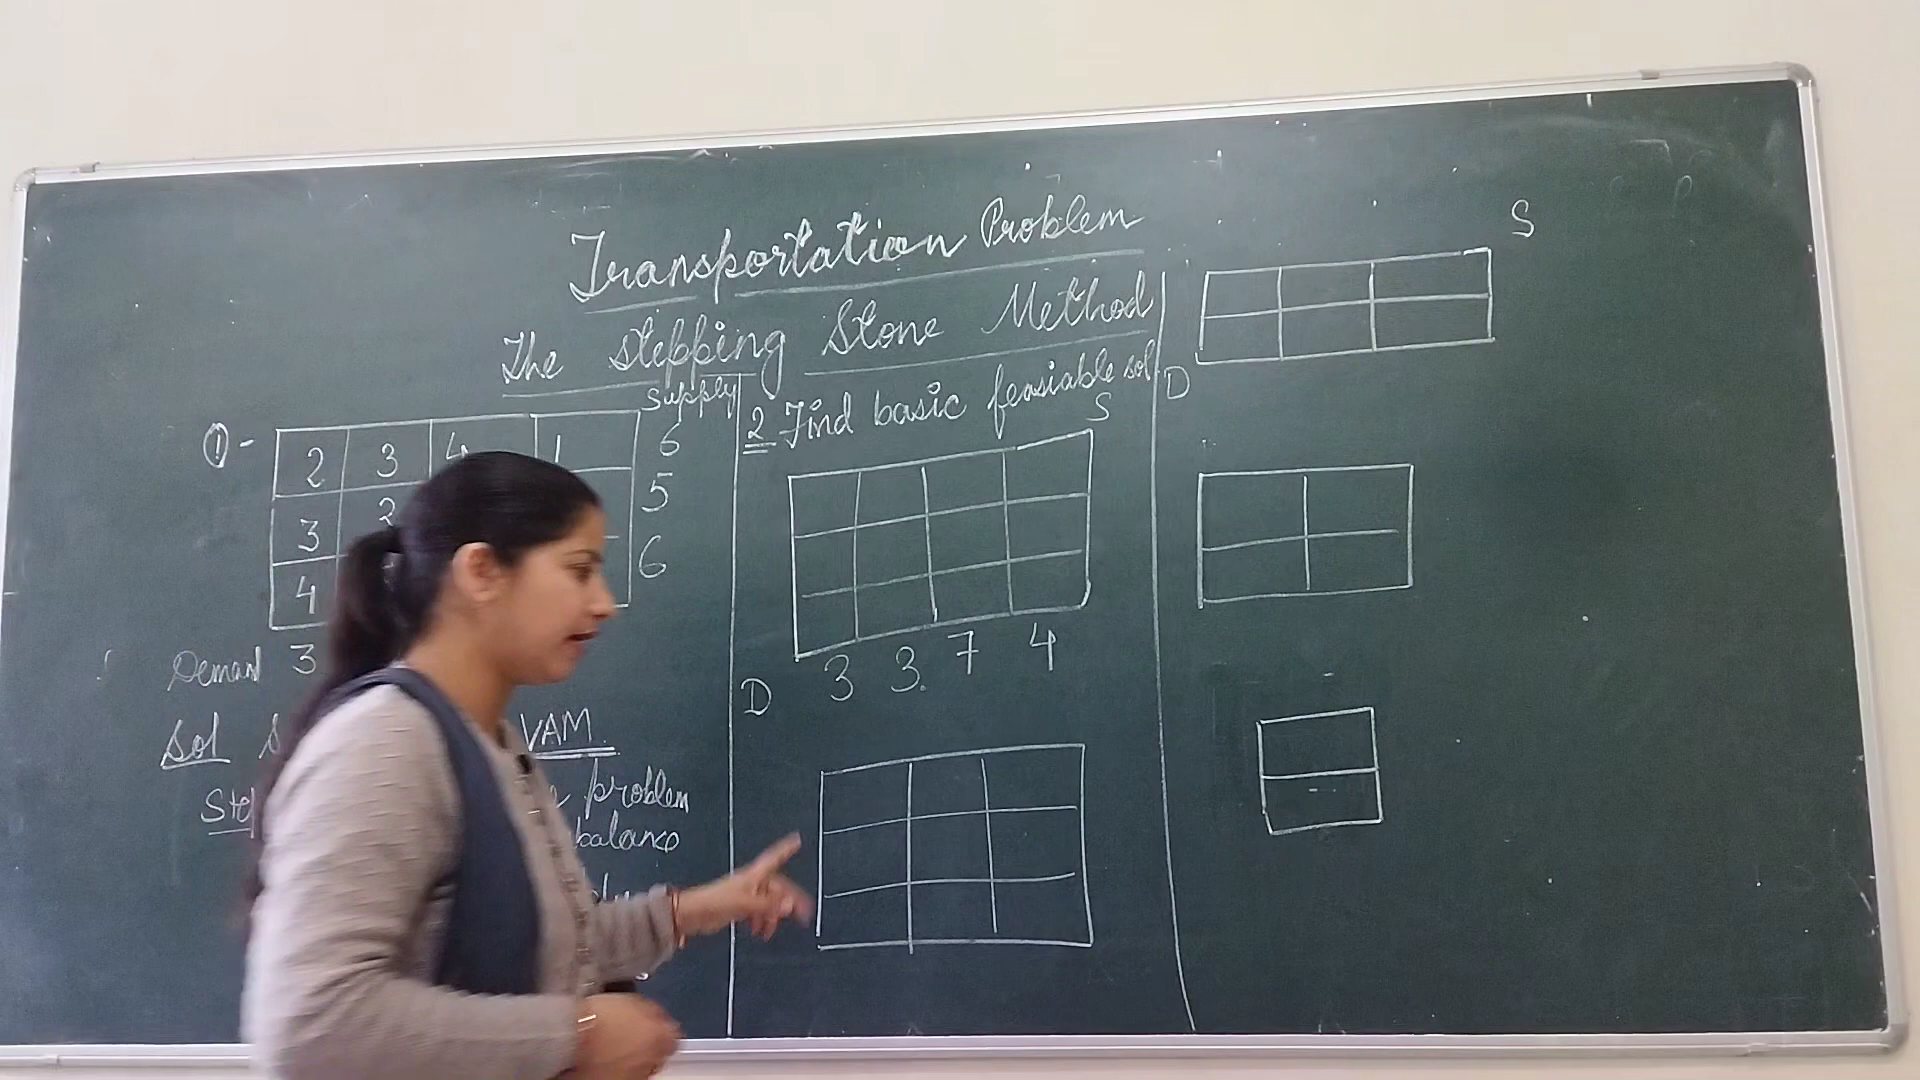 Transportation Problem
The Stepping Stone Method
S
Supply
① -
2 3 4 1 6
3 2 5
4 6
Demand 3
Sol VAM
problem
balance
2 Find basic feasiable sol
S
D 3 3. 7 4
D